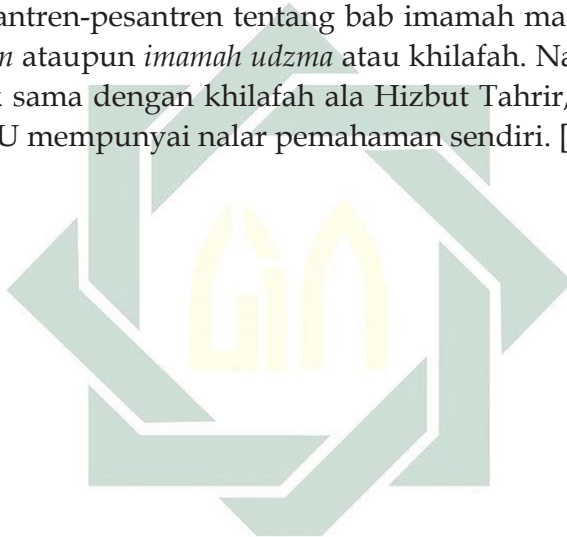 antren-pesantren tentang bab imamah ma
n ataupun imamah udzma atau khilafah. Na
k sama dengan khilafah ala Hizbut Tahrir,
U mempunyai nalar pemahaman sendiri. [